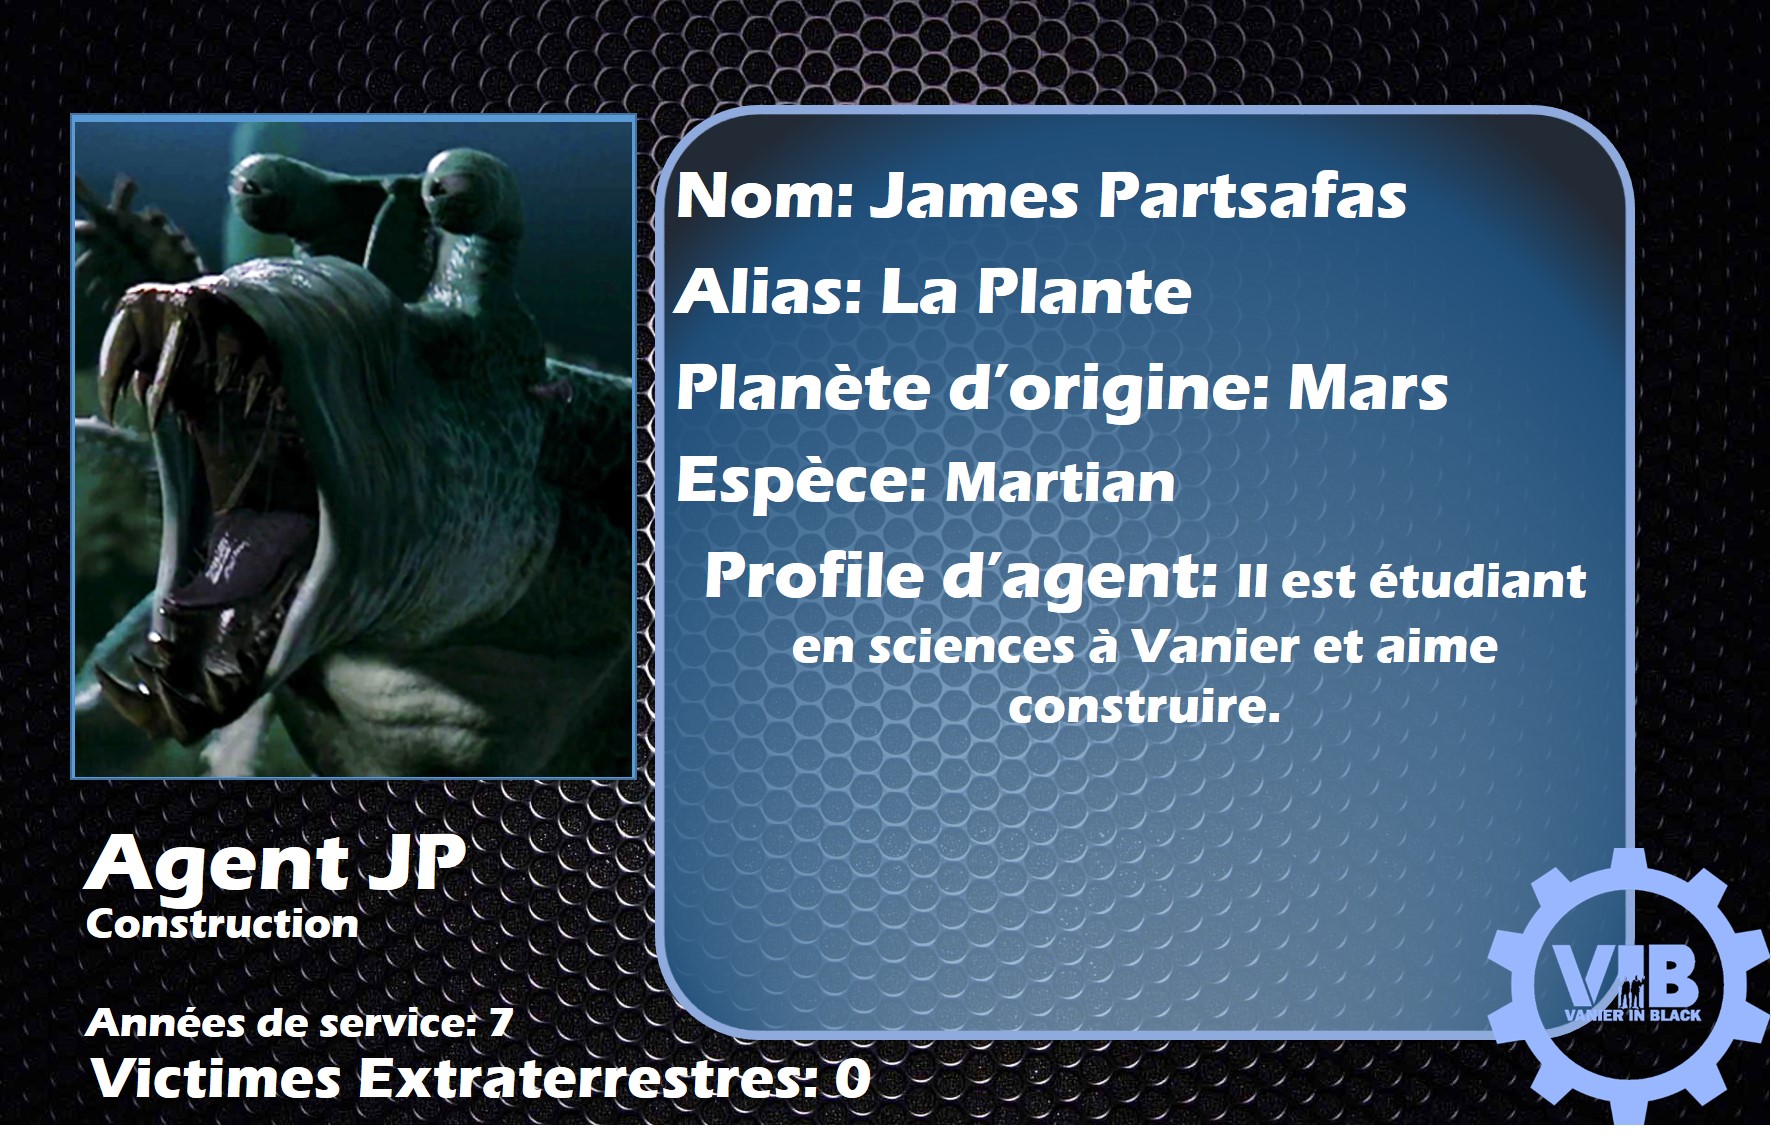 Nom: James Partsafas
Alias: La Plante
Planète d’origine: Mars
Espèce: Martian
Profile d’agent: Il est étudiant
en sciences à Vanier et aime
construire.
Agent JP
Construction
Années de service: 7
Victimes Extraterrestres: 0
VIB
VANIER IN BLACK